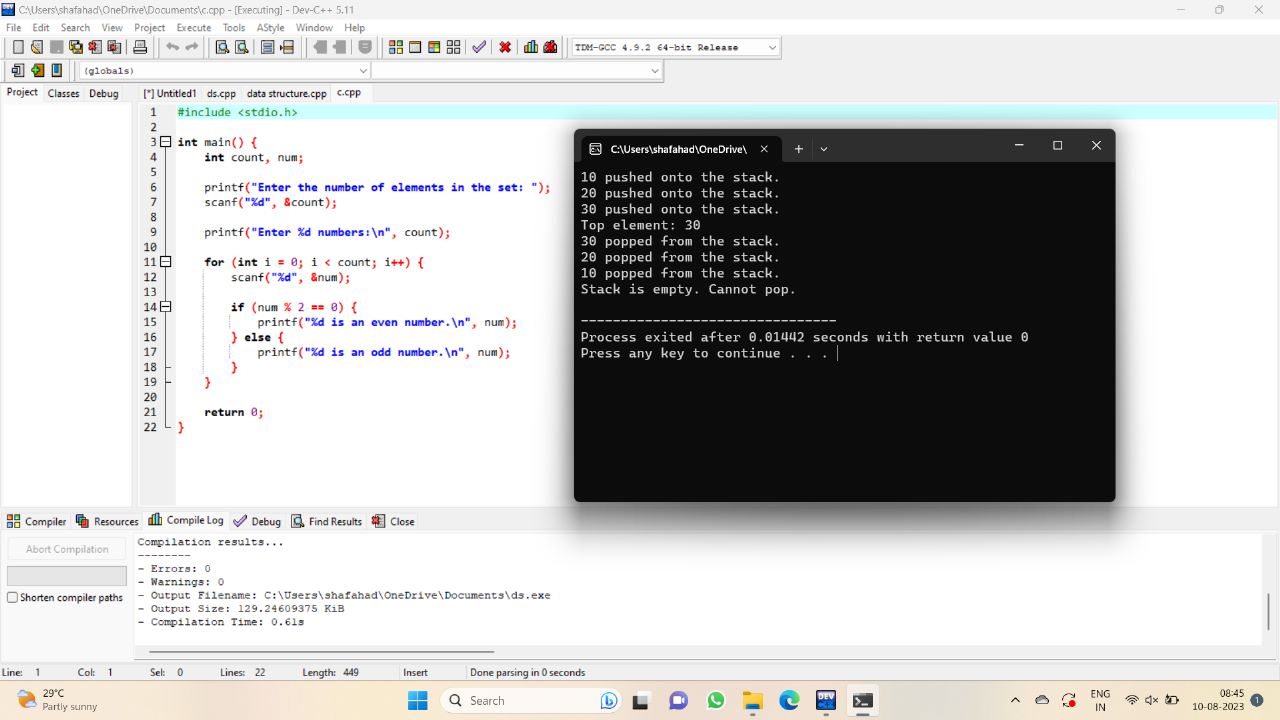 C:\Users\shafahad\OneDrive\Documents\c.cpp - [Executing] - Dev-C++ 5.11
File Edit Search View Project Execute Tools AStyle Window Help
TDM-GCC 4.9.2 64-bit Release
(globals)
Project Classes Debug
[*] Untitled1 ds.cpp data structure.cpp c.cpp
1 #include <stdio.h>
2
3 int main() {
4 int count, num;
5
6 printf("Enter the number of elements in the set: ");
7 scanf("%d", &count);
8
9 printf("Enter %d numbers:\n", count);
10
11 for (int i = 0; i < count; i++) {
12 scanf("%d", &num);
13
14 if (num % 2 == 0) {
15 printf("%d is an even number.\n", num);
16 } else {
17 printf("%d is an odd number.\n", num);
18 }
19 }
20
21 return 0;
22 }
C:\Users\shafahad\OneDrive\
10 pushed onto the stack.
20 pushed onto the stack.
30 pushed onto the stack.
Top element: 30
30 popped from the stack.
20 popped from the stack.
10 popped from the stack.
Stack is empty. Cannot pop.
--------------------------------
Process exited after 0.01442 seconds with return value 0
Press any key to continue . . .
Compiler Resources Compile Log Debug Find Results Close
Abort Compilation
Shorten compiler paths
Compilation results...
--------
- Errors: 0
- Warnings: 0
- Output Filename: C:\Users\shafahad\OneDrive\Documents\ds.exe
- Output Size: 129.24609375 KiB
- Compilation Time: 0.61s
Line: 1 Col: 1 Sel: 0 Lines: 22 Length: 449 Insert Done parsing in 0 seconds
29°C
Partly sunny
Search
DEV
ENG
IN
08:45
10-08-2023
1